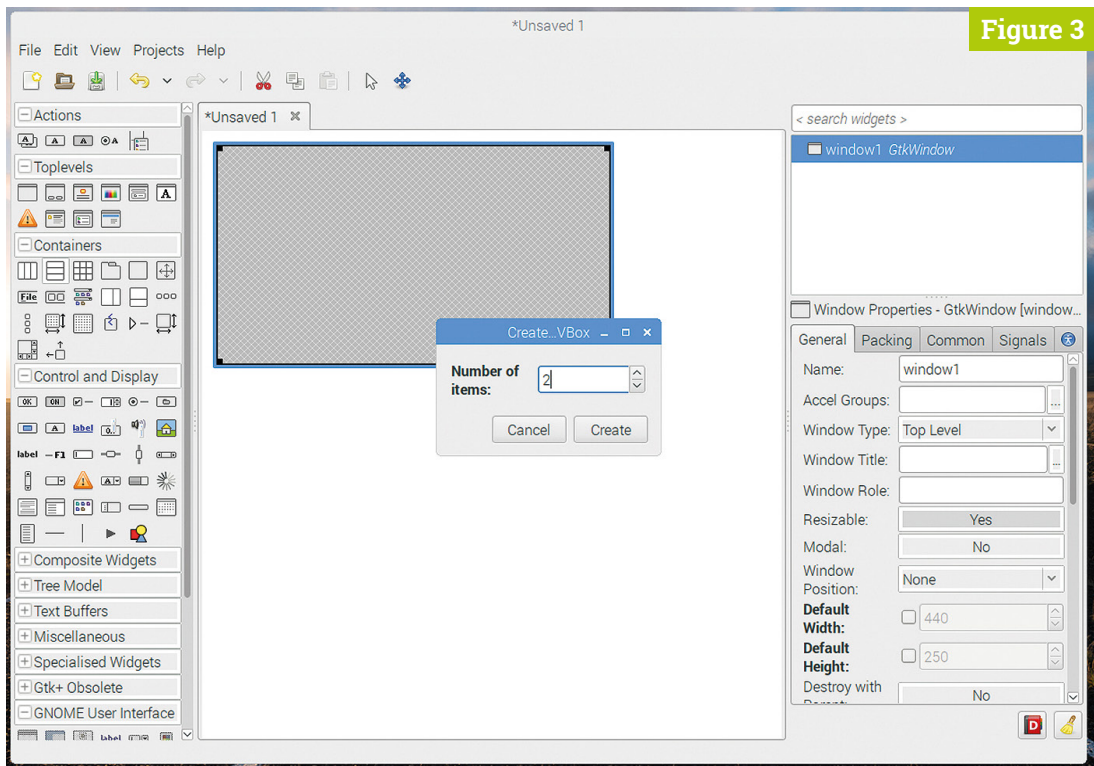 *Unsaved 1
Figure 3
File Edit View Projects Help
Actions
Toplevels
Containers
File
Control and Display
OK ON
label
label
Composite Widgets
Tree Model
Text Buffers
Miscellaneous
Specialised Widgets
Gtk+ Obsolete
GNOME User Interface
label
*Unsaved 1
Create...VBox
Number of
items:
2
Cancel Create
< search widgets >
window1 GtkWindow
Window Properties - GtkWindow [window...
General Packing Common Signals
Name: window1
Accel Groups: ...
Window Type: Top Level
Window Title: ...
Window Role:
Resizable: Yes
Modal: No
Window
Position: None
Default
Width: 440
Default
Height: 250
Destroy with
No